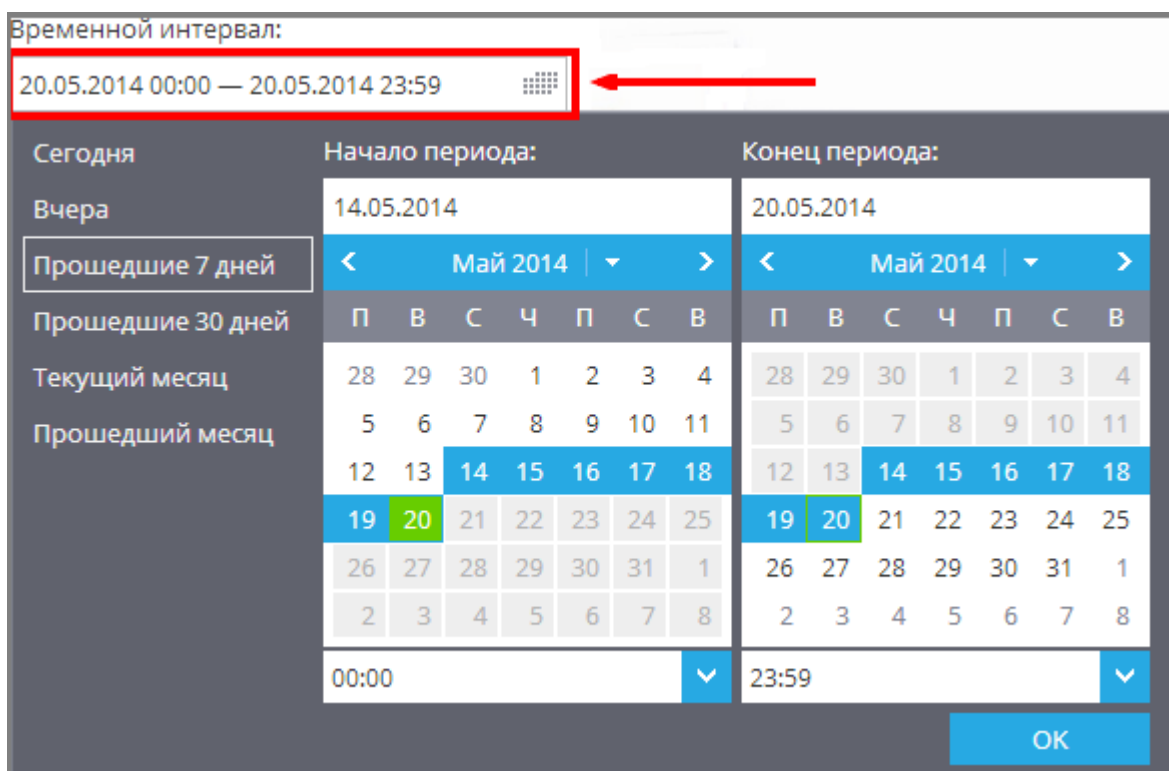 Временной интервал:
20.05.2014 00:00 — 20.05.2014 23:59
Сегодня
Вчера
Прошедшие 7 дней
Прошедшие 30 дней
Текущий месяц
Прошедший месяц
Начало периода:
14.05.2014
Май 2014
П В С Ч П С В
28 29 30 1 2 3 4
5 6 7 8 9 10 11
12 13 14 15 16 17 18
19 20 21 22 23 24 25
26 27 28 29 30 31 1
2 3 4 5 6 7 8
00:00
Конец периода:
20.05.2014
Май 2014
П В С Ч П С В
28 29 30 1 2 3 4
5 6 7 8 9 10 11
12 13 14 15 16 17 18
19 20 21 22 23 24 25
26 27 28 29 30 31 1
2 3 4 5 6 7 8
23:59
ОК